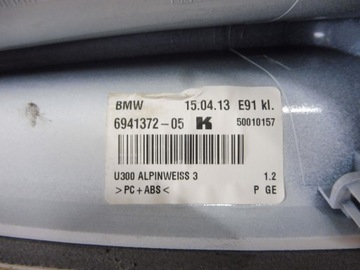 BMW 15.04.13 E91 kl.
6941372-05 K 50010157
U300 ALPINWEISS 3 1.2
>PC+ABS< P GE